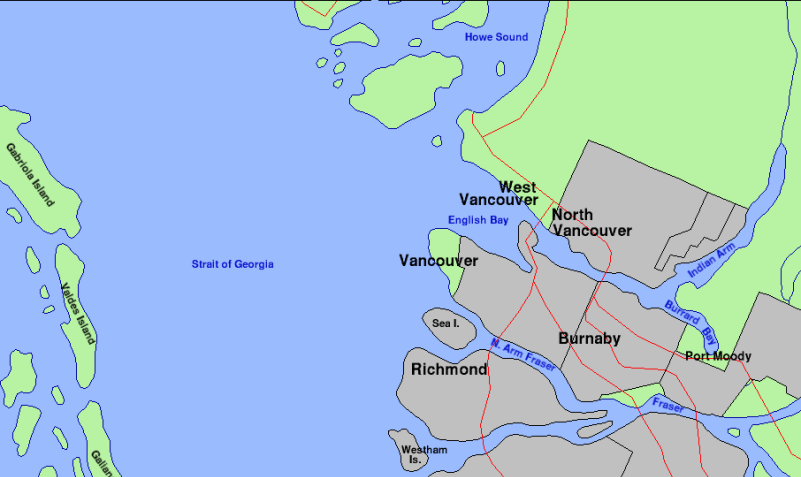 Howe Sound
Gabriola Island
West
Vancouver
North
Vancouver
English Bay
Strait of Georgia
Vancouver
Indian Arm
Valdes Island
Burrard Bay
Sea I.
N. Arm Fraser
Burnaby
Port Moody
Richmond
Fraser
Westham
Is.
Galian